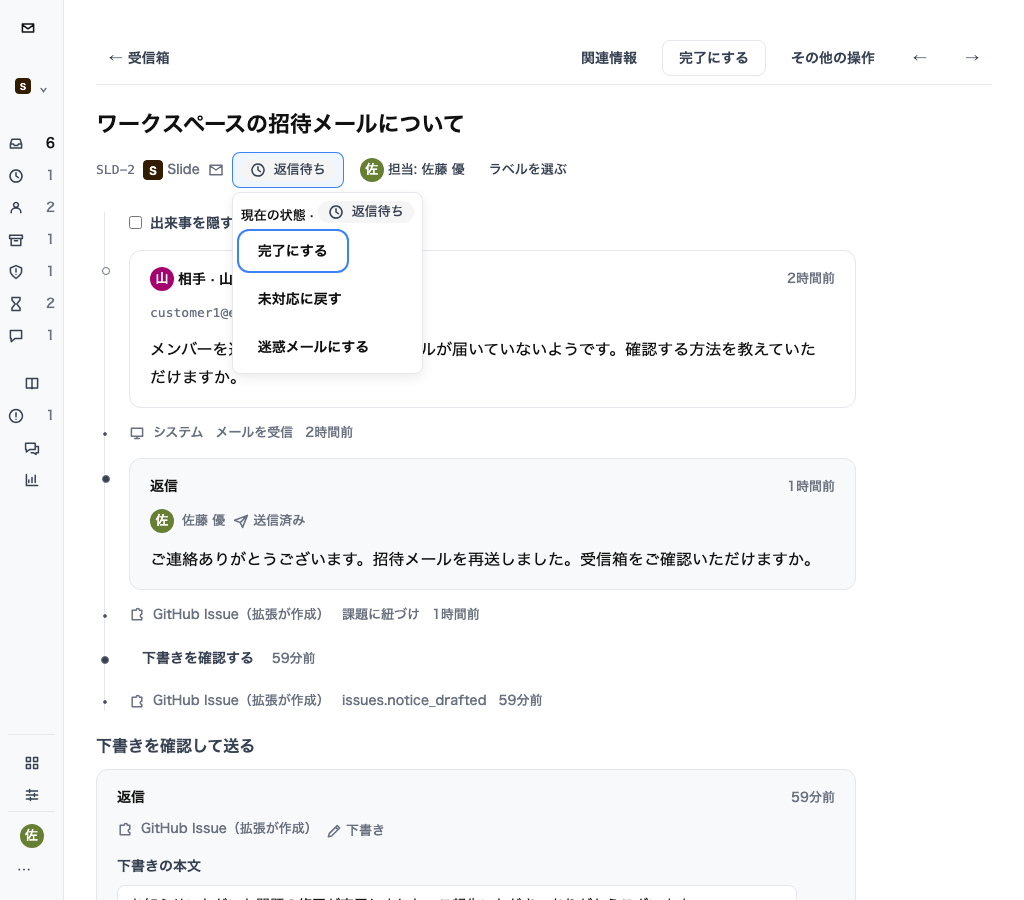 ← 受信箱
関連情報
完了にする
その他の操作
←
→
S
ワークスペースの招待メールについて
SLD-2
S Slide
返信待ち
佐 担当: 佐藤 優
ラベルを選ぶ
6
1
2
1
1
2
1
1
現在の状態 · 返信待ち
完了にする
未対応に戻す
迷惑メールにする
出来事を隠す
山 相手 · 山
2時間前
customer1@
メンバーを
ルが届いていないようです。確認する方法を教えていた
だけますか。
システム メールを受信 2時間前
返信
1時間前
佐 佐藤 優 送信済み
ご連絡ありがとうございます。招待メールを再送しました。受信箱をご確認いただけますか。
GitHub Issue（拡張が作成） 課題に紐づけ 1時間前
下書きを確認する 59分前
GitHub Issue（拡張が作成） issues.notice_drafted 59分前
下書きを確認して送る
返信
59分前
GitHub Issue（拡張が作成） 下書き
下書きの本文
佐
…